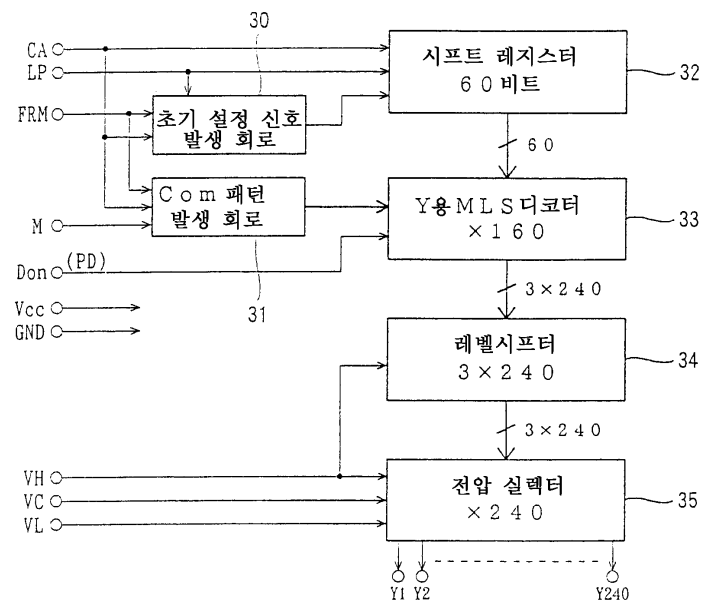 30
CA
LP
FRM
초기 설정 신호
발생 회로
시프트 레지스터
60비트
32
60
Com패턴
발생 회로
M
Y용MLS디코터
×160
33
Don
(PD)
31
3×240
Vcc
GND
레벨시프터
3×240
34
3×240
VH
VC
VL
전압 실렉터
×240
35
Y1 Y2 Y240